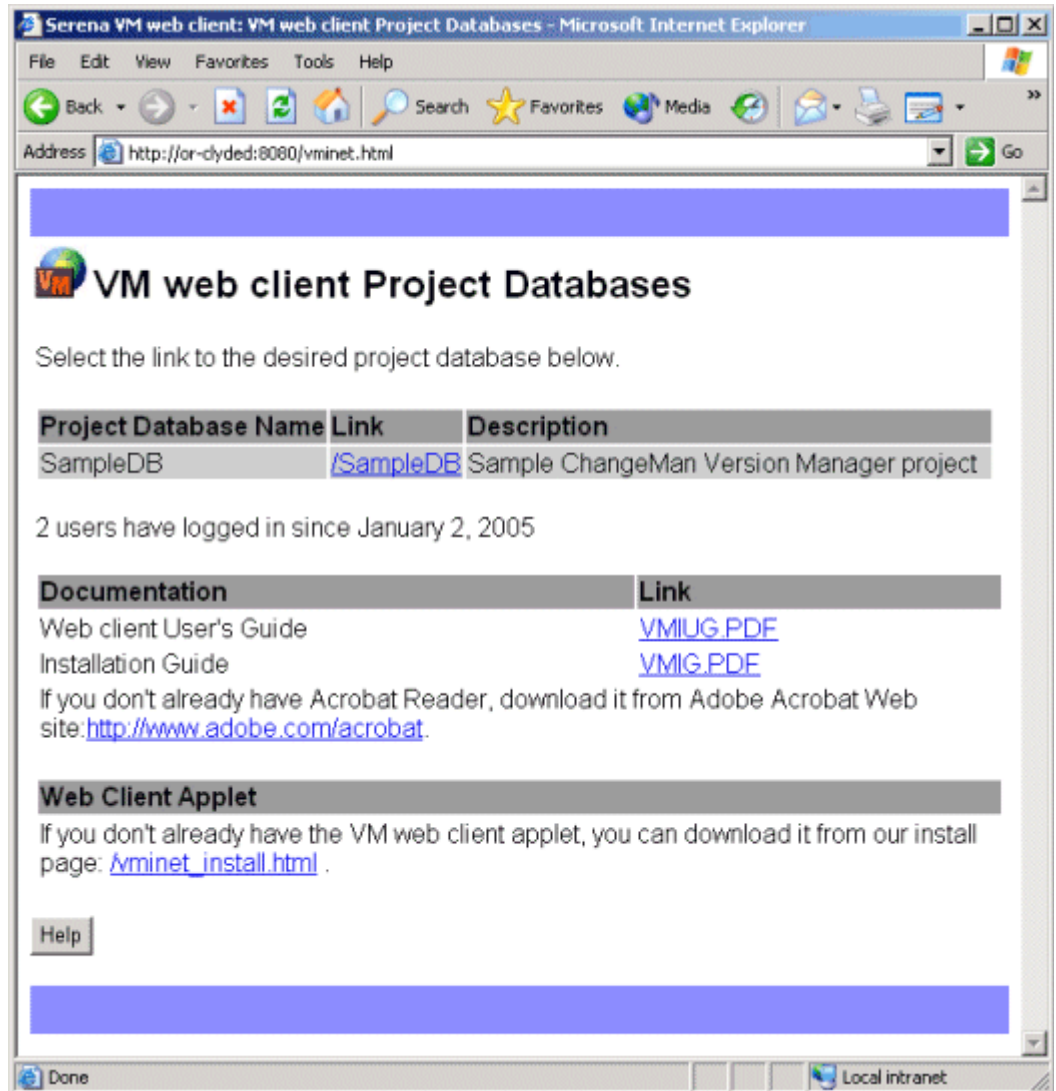 Serena VM web client: VM web client Project Databases - Microsoft Internet Explorer
File Edit View Favorites Tools Help
Back Search Favorites Media »
Address http://or-clyded:8080/vminet.html Go
VM VM web client Project Databases
Select the link to the desired project database below.
Project Database Name Link Description
SampleDB /SampleDB Sample ChangeMan Version Manager project
2 users have logged in since January 2, 2005
Documentation Link
Web client User's Guide VMIUG.PDF
Installation Guide VMIG.PDF
If you don't already have Acrobat Reader, download it from Adobe Acrobat Web
site:http://www.adobe.com/acrobat.
Web Client Applet
If you don't already have the VM web client applet, you can download it from our install
page: /vminet_install.html .
Help
Done Local intranet